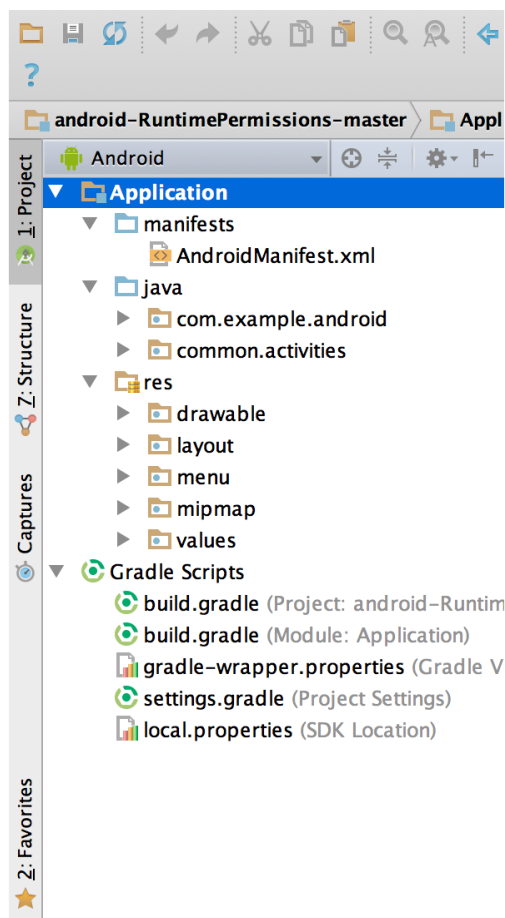 ?
android-RuntimePermissions-master
Appl
Android
1: Project
Application
manifests
AndroidManifest.xml
java
com.example.android
common.activities
Z: Structure
res
drawable
layout
menu
mipmap
values
Captures
Gradle Scripts
build.gradle (Project: android-Runtim
build.gradle (Module: Application)
gradle-wrapper.properties (Gradle V
settings.gradle (Project Settings)
local.properties (SDK Location)
2: Favorites